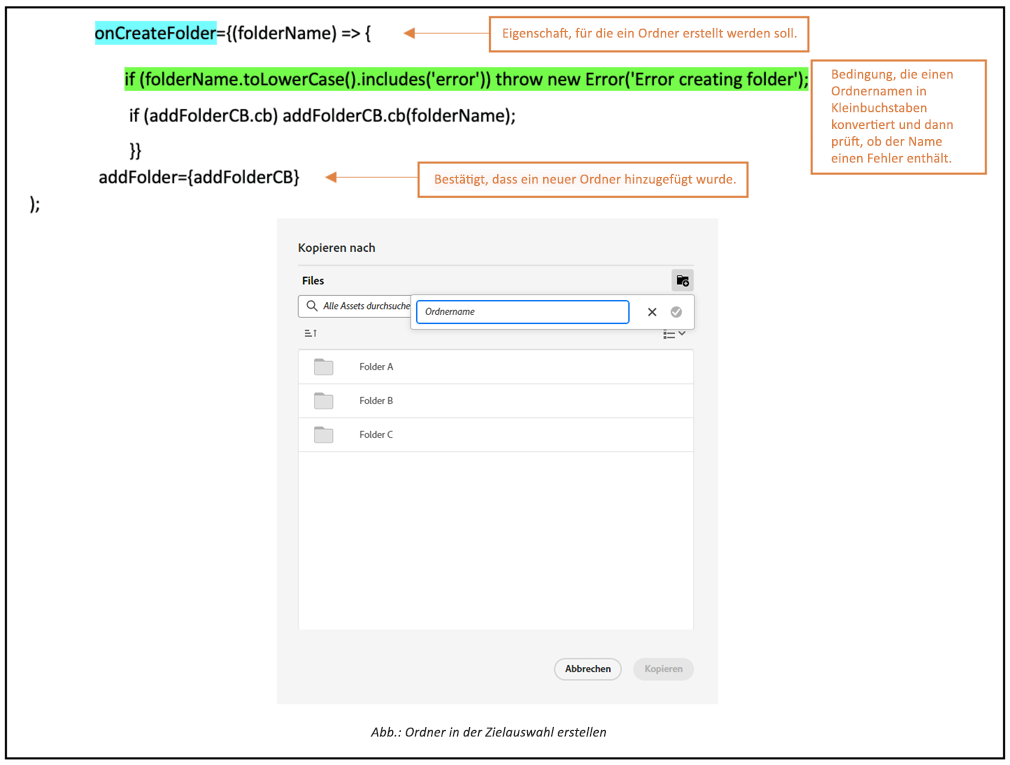 onCreateFolder={(folderName) => {
Eigenschaft, für die ein Ordner erstellt werden soll.
if (folderName.toLowerCase().includes('error')) throw new Error('Error creating folder');
Bedingung, die einen
Ordnernamen in
Kleinbuchstaben
konvertiert und dann
prüft, ob der Name
einen Fehler enthält.
if (addFolderCB.cb) addFolderCB.cb(folderName);
}}
addFolder={addFolderCB}
Bestätigt, dass ein neuer Ordner hinzugefügt wurde.
);
Kopieren nach
Files
Alle Assets durchsuche
Ordnername
Folder A
Folder B
Folder C
Abbrechen
Kopieren
Abb.: Ordner in der Zielauswahl erstellen